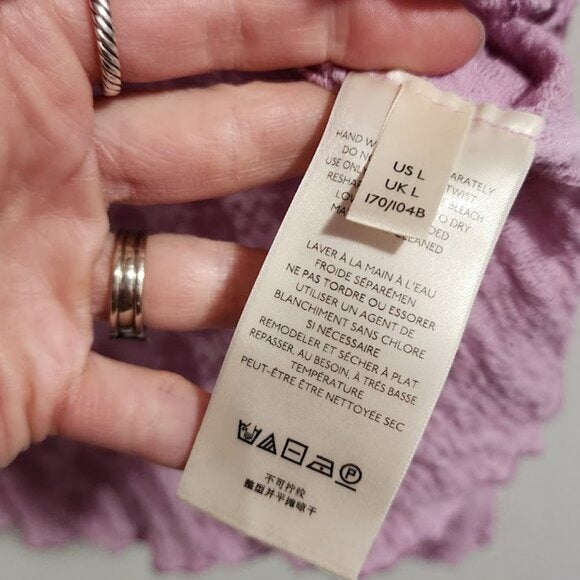 US L
UK L
170/104B
HAND W
ARATELY
DO NO
TWIST
USE ONL
BLEACH
RESHA
TO DRY
LO
DED
MA
CLEANED
LAVER À LA MAIN À L'EAU
FROIDE SÉPARÉMEN
NE PAS TORDRE OU ESSORER
UTILISER UN AGENT DE
BLANCHIMENT SANS CHLORE
SI NÉCESSAIRE
REMODELER ET SÉCHER À PLAT
REPASSER, AU BESOIN, À TRÈS BASSE
TEMPÉRATURE
PEUT-ÊTRE ÊTRE NETTOYÉE SEC
P
不可拧绞
整型并平摊晾干